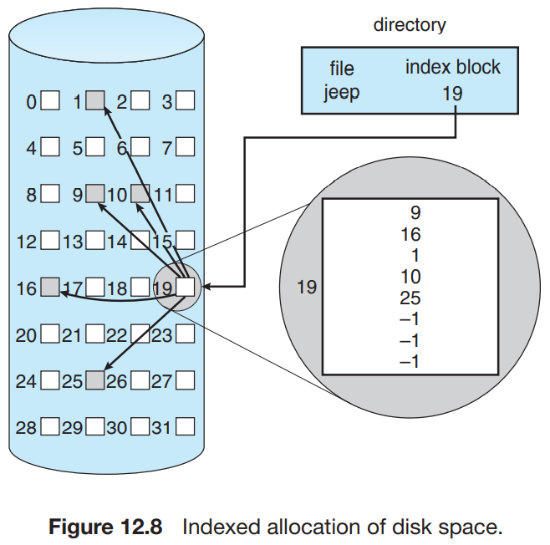 directory
file index block
jeep 19
0 1 2 3
4 5 6 7
8 9 10 11
12 13 14 15
16 17 18 19
20 21 22 23
24 25 26 27
28 29 30 31
19
9
16
1
10
25
–1
–1
–1
Figure 12.8 Indexed allocation of disk space.